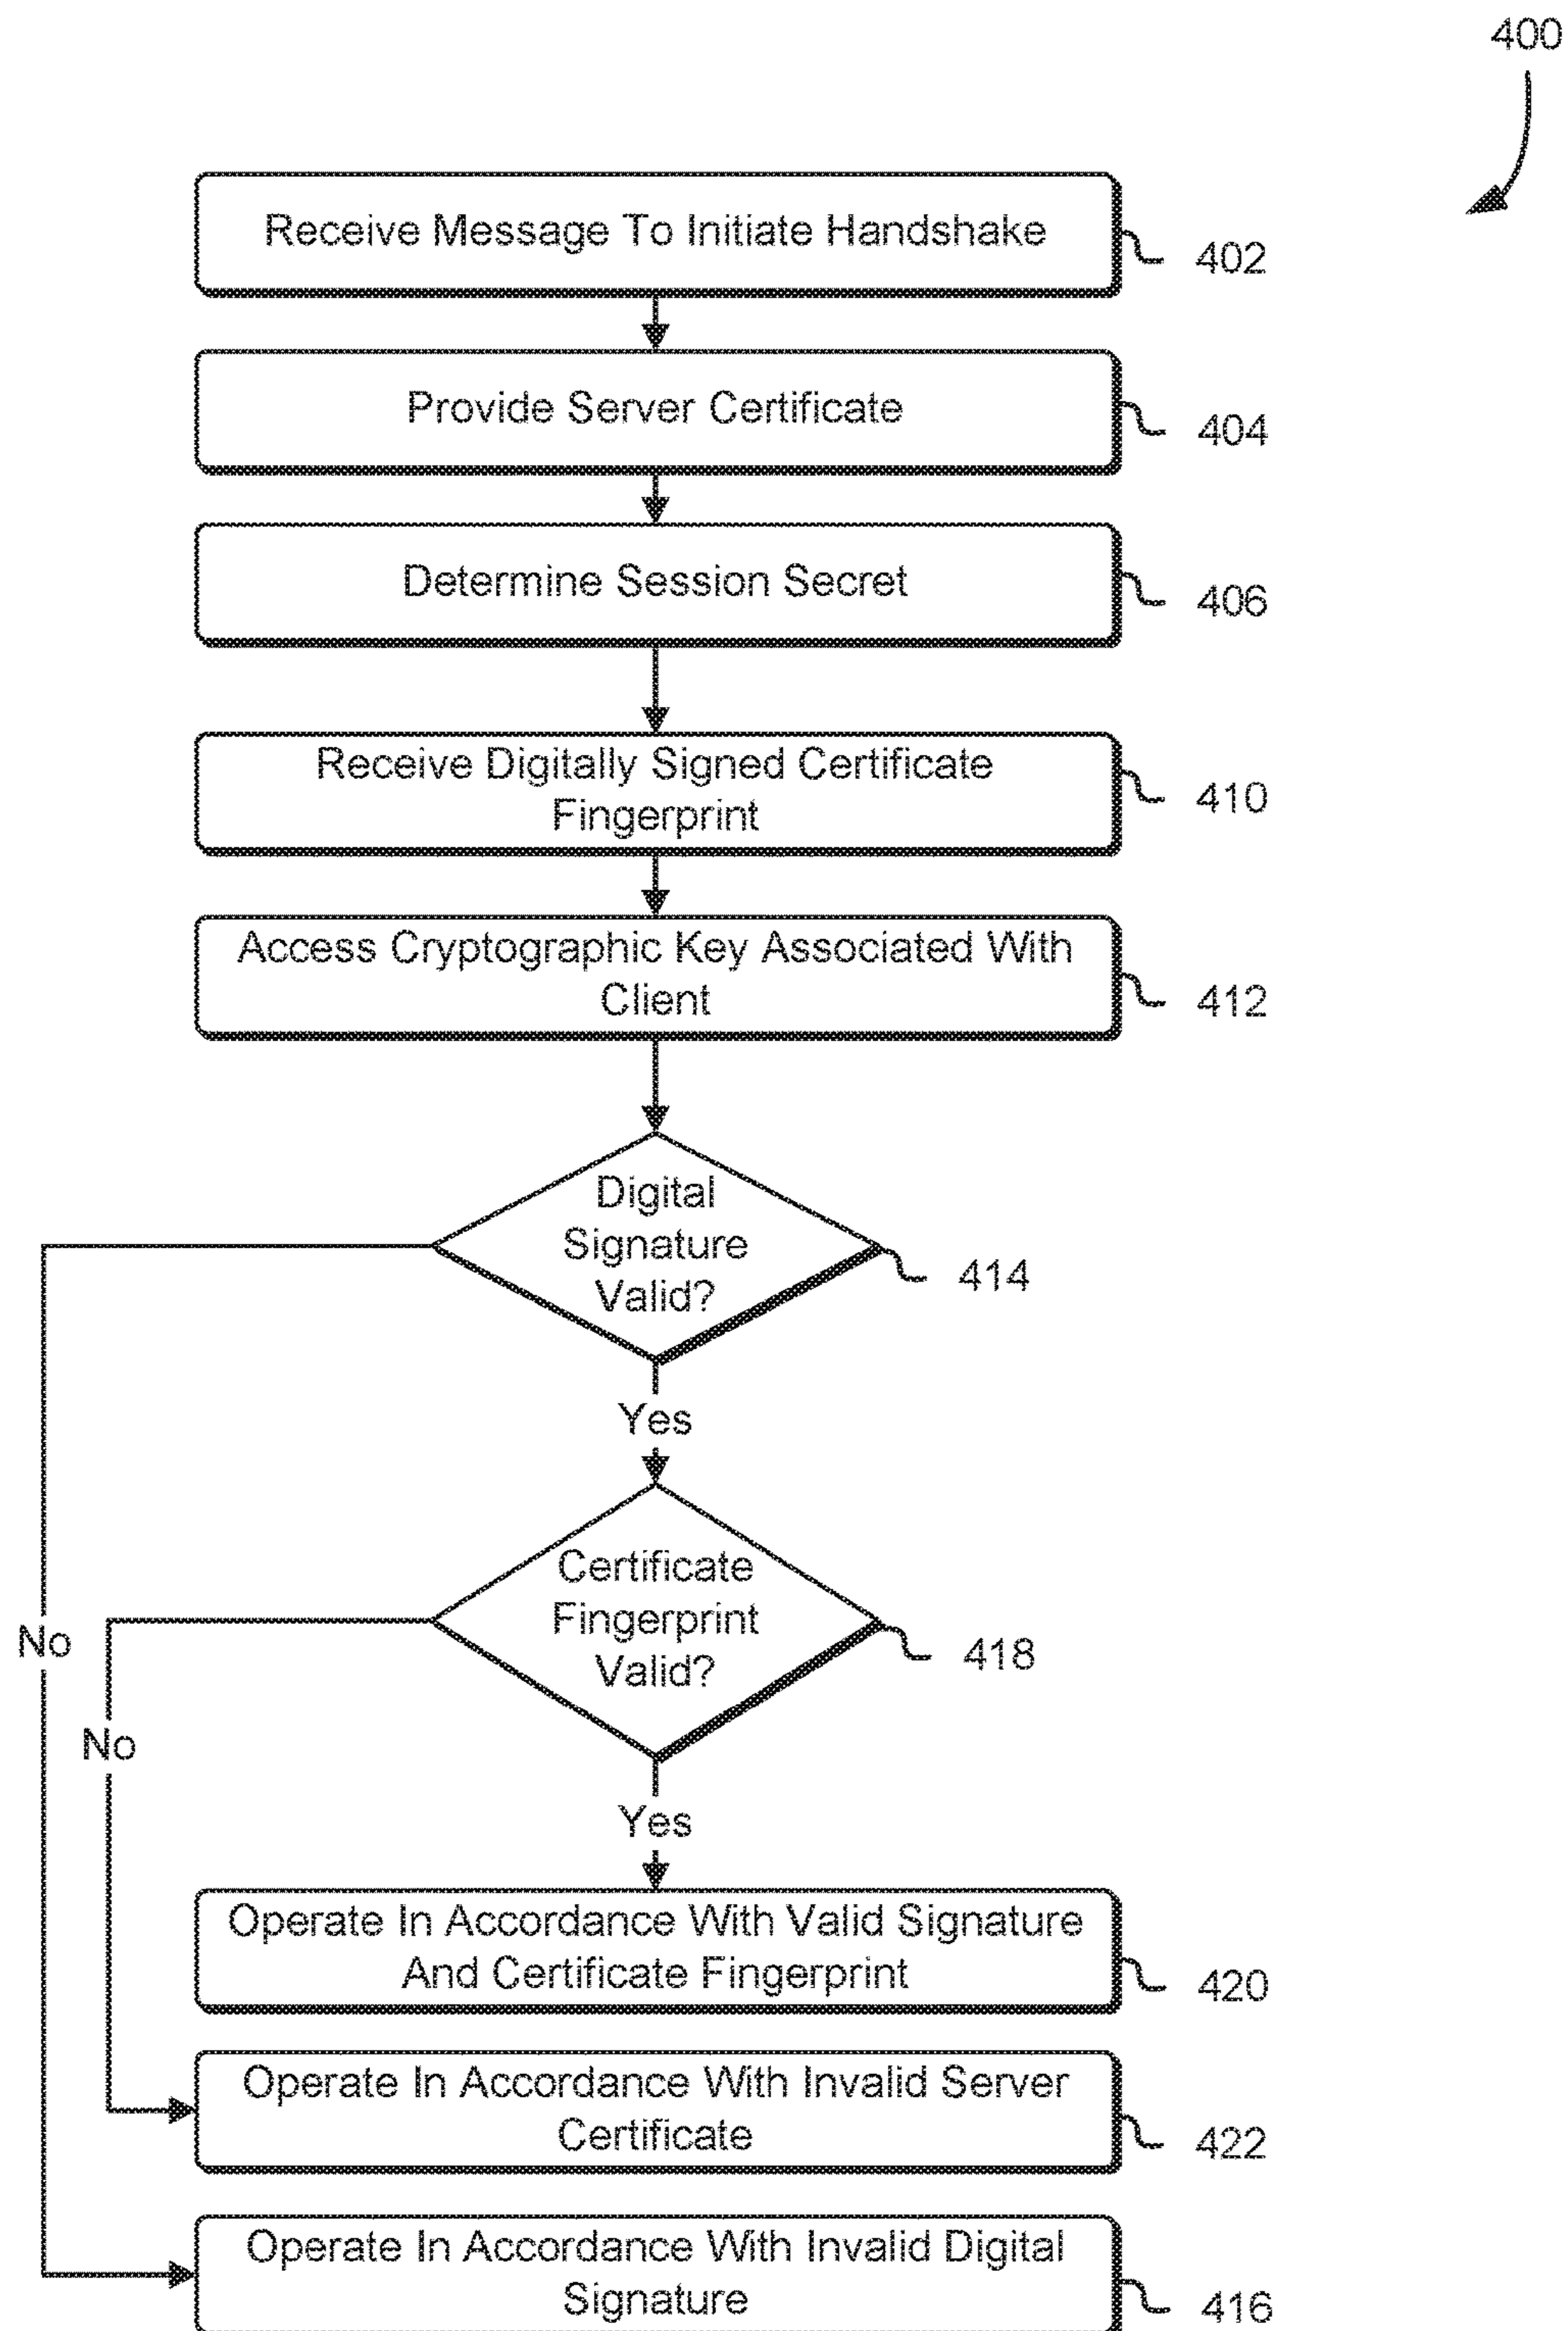 400
Receive Message To Initiate Handshake
402
Provide Server Certificate
404
Determine Session Secret
406
Receive Digitally Signed Certificate
Fingerprint
410
Access Cryptographic Key Associated With
Client
412
Digital
Signature
Valid?
414
Yes
Certificate
Fingerprint
Valid?
418
No
No
Yes
Operate In Accordance With Valid Signature
And Certificate Fingerprint
420
Operate In Accordance With Invalid Server
Certificate
422
Operate In Accordance With Invalid Digital
Signature
416